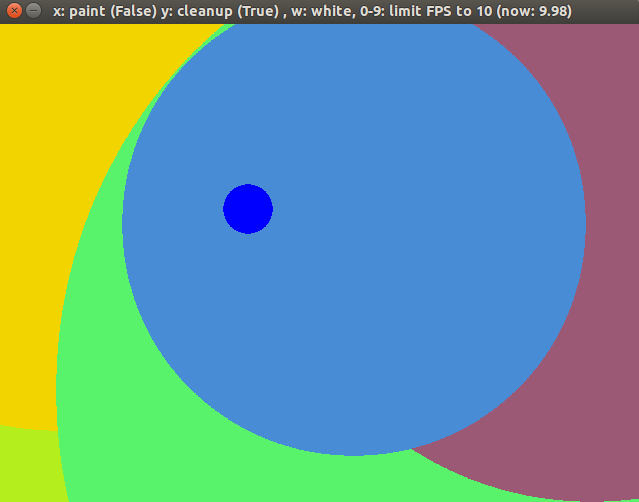 x: paint (False) y: cleanup (True) , w: white, 0-9: limit FPS to 10 (now: 9.98)